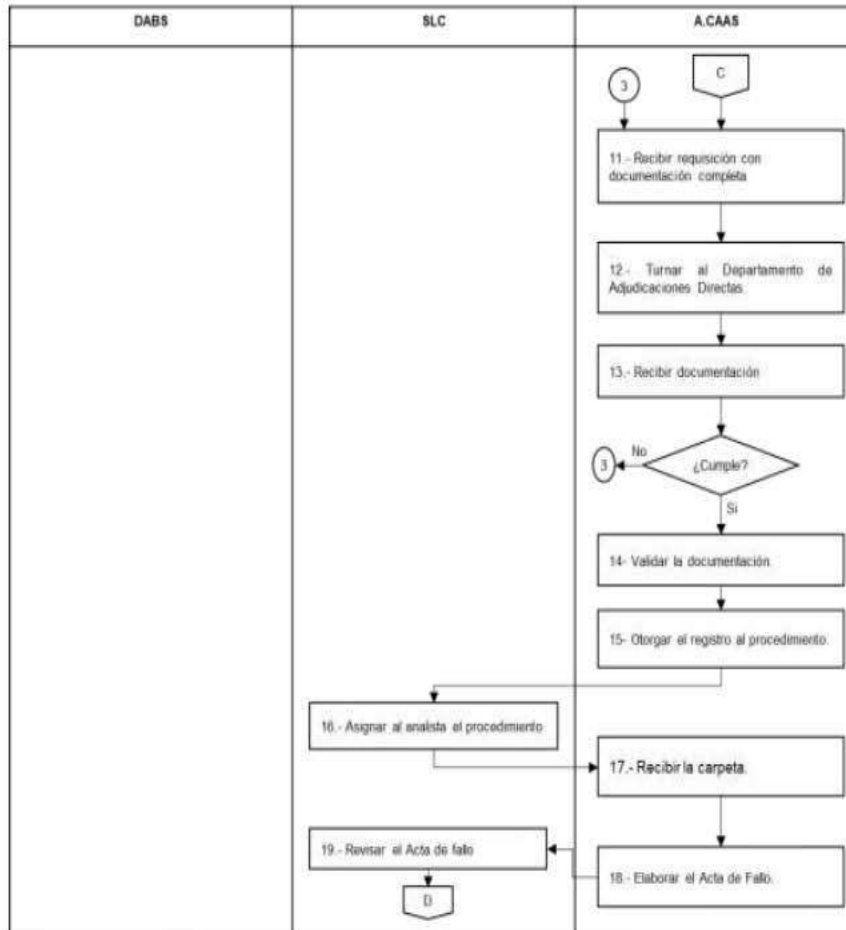 DABS
SLC
A.CAAS
3
C
11.- Recibir requisición con
documentación completa
12.- Turnar al Departamento de
Adjudicaciones Directas
13.- Recibir documentación
No
3
¿Cumple?
Si
14- Validar la documentación.
15- Otorgar el registro al procedimiento.
16.- Asignar al analista el procedimiento
17.- Recibir la carpeta.
19.- Revisar el Acta de fallo
18.- Elaborar el Acta de Fallo.
D